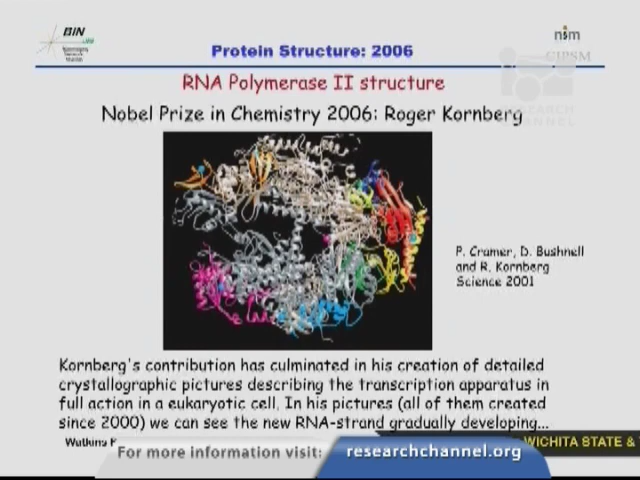 BIN
nim
CIPSM
Protein Structure: 2006
RESEARCH
CHANNEL
RNA Polymerase II structure
Nobel Prize in Chemistry 2006: Roger Kornberg
P. Cramer, D. Bushnell
and R. Kornberg
Science 2001
Kornberg's contribution has culminated in his creation of detailed
crystallographic pictures describing the transcription apparatus in
full action in a eukaryotic cell. In his pictures (all of them created
since 2000) we can see the new RNA-strand gradually developing...
Watkins
WICHITA STATE &
For more information visit: researchchannel.org